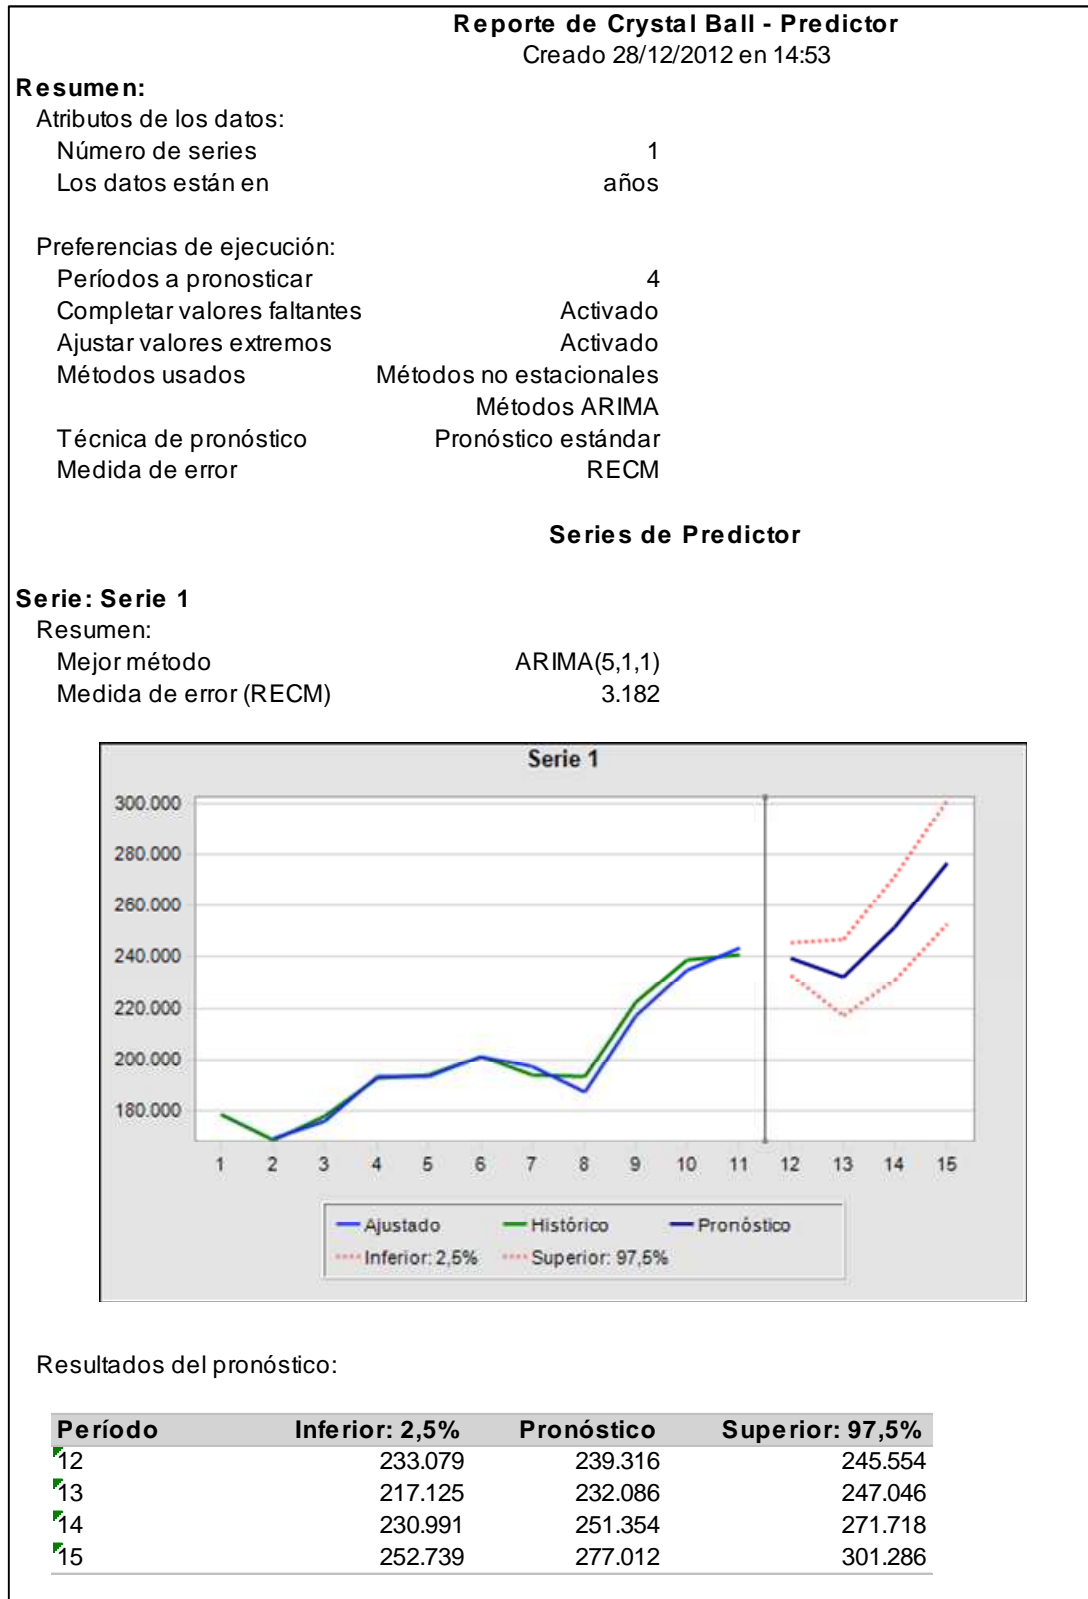 Reporte de Crystal Ball - Predictor
Creado 28/12/2012 en 14:53
Resumen:
Atributos de los datos:
Número de series 1
Los datos están en años
Preferencias de ejecución:
Períodos a pronosticar 4
Completar valores faltantes Activado
Ajustar valores extremos Activado
Métodos usados Métodos no estacionales
Métodos ARIMA
Técnica de pronóstico Pronóstico estándar
Medida de error RECM
Series de Predictor
Serie: Serie 1
Resumen:
Mejor método ARIMA(5,1,1)
Medida de error (RECM) 3.182
Serie 1
300.000
280.000
260.000
240.000
220.000
200.000
180.000
1 2 3 4 5 6 7 8 9 10 11 12 13 14 15
Ajustado Histórico Pronóstico
Inferior: 2,5% Superior: 97,5%
Resultados del pronóstico:
Período Inferior: 2,5% Pronóstico Superior: 97,5%
12 233.079 239.316 245.554
13 217.125 232.086 247.046
14 230.991 251.354 271.718
15 252.739 277.012 301.286